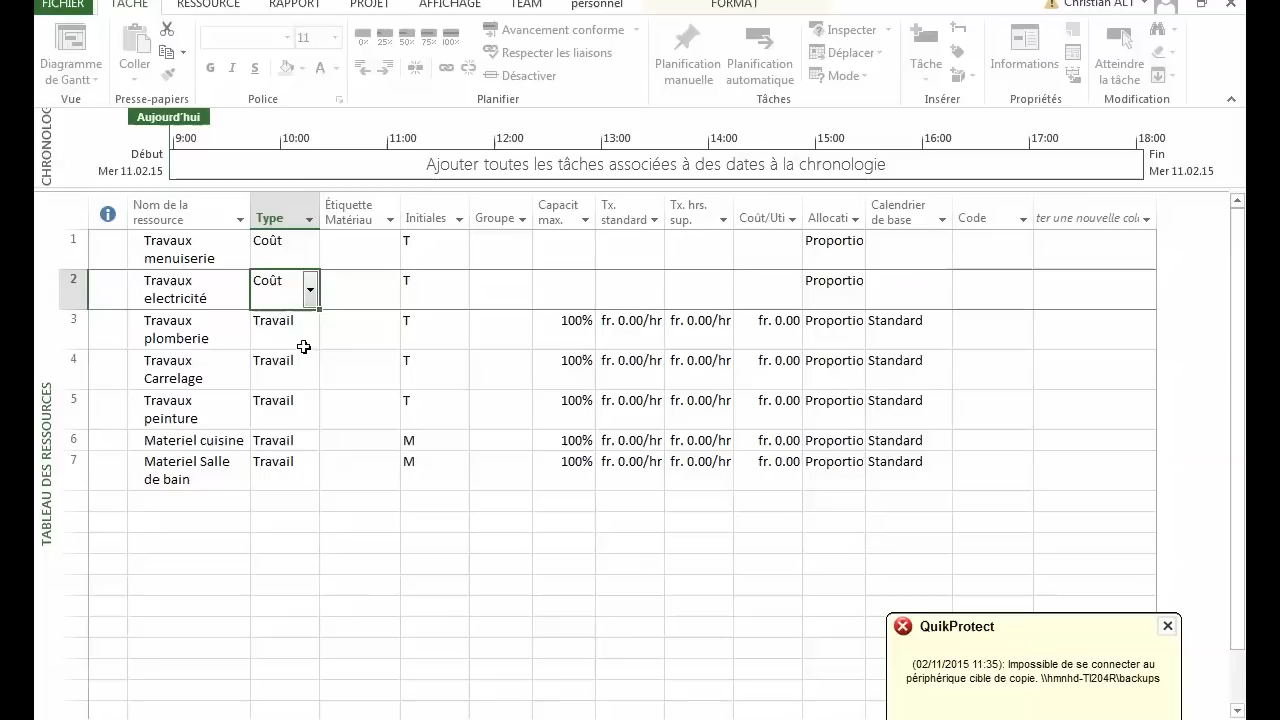 FICHIER TÂCHE RESSOURCE RAPPORT PROJET AFFICHAGE TEAM personnel FORMAT Christian ALT
Diagramme de Gantt
Vue
Coller
Presse-papiers
11
G I S A
Police
0% 25% 50% 75% 100%
Avancement conforme
Respecter les liaisons
Désactiver
Planifier
Planification manuelle
Planification automatique
Inspecter
Déplacer
Mode
Tâches
Tâche
Insérer
Informations
Propriétés
Atteindre la tâche
Modification
CHRONOLOG
Aujourd'hui
9:00 10:00 11:00 12:00 13:00 14:00 15:00 16:00 17:00 18:00
Début
Mer 11.02.15
Ajouter toutes les tâches associées à des dates à la chronologie
Fin
Mer 11.02.15
TABLEAU DES RESSOURCES
Nom de la ressource Type Étiquette Matériau Initiales Groupe Capacit max. Tx. standard Tx. hrs. sup. Coût/Uti Allocati Calendrier de base Code ter une nouvelle colo
1 Travaux menuiserie Coût T Proportio
2 Travaux electricité Coût T Proportio
3 Travaux plomberie Travail T 100% fr. 0.00/hr fr. 0.00/hr fr. 0.00 Proportio Standard
4 Travaux Carrelage Travail T 100% fr. 0.00/hr fr. 0.00/hr fr. 0.00 Proportio Standard
5 Travaux peinture Travail T 100% fr. 0.00/hr fr. 0.00/hr fr. 0.00 Proportio Standard
6 Materiel cuisine Travail M 100% fr. 0.00/hr fr. 0.00/hr fr. 0.00 Proportio Standard
7 Materiel Salle de bain Travail M 100% fr. 0.00/hr fr. 0.00/hr fr. 0.00 Proportio Standard
QuikProtect
(02/11/2015 11:35): Impossible de se connecter au
périphérique cible de copie. \\hmnhd-TI204R\backups